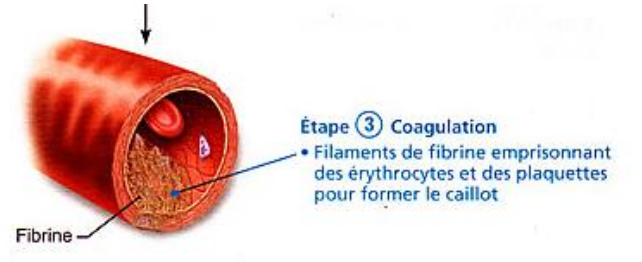 Étape 3 Coagulation
• Filaments de fibrine emprisonnant
des érythrocytes et des plaquettes
pour former le caillot
Fibrine